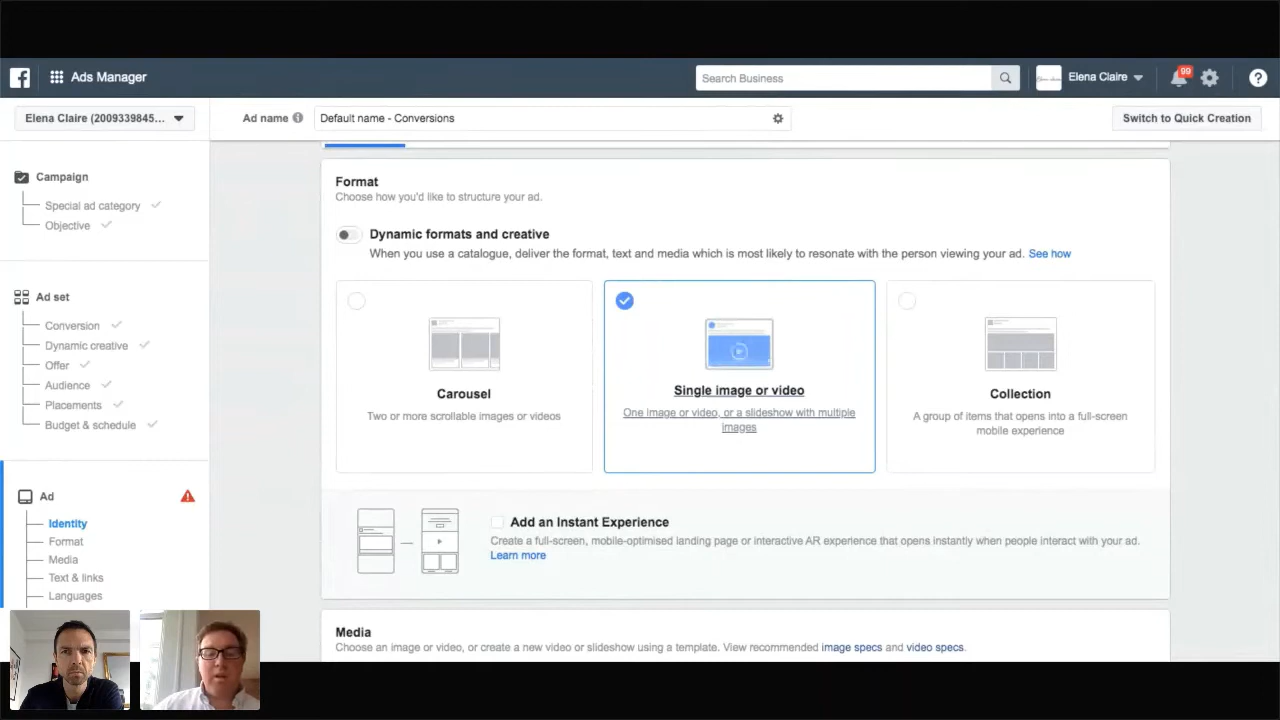 Ads Manager
Search Business
Elena Claire
99
Elena Claire (2009339845...
Ad name
Default name - Conversions
Switch to Quick Creation
Campaign
Special ad category
Objective
Ad set
Conversion
Dynamic creative
Offer
Audience
Placements
Budget & schedule
Ad
Identity
Format
Media
Text & links
Languages
Format
Choose how you'd like to structure your ad.
Dynamic formats and creative
When you use a catalogue, deliver the format, text and media which is most likely to resonate with the person viewing your ad. See how
Carousel
Two or more scrollable images or videos
Single image or video
One image or video, or a slideshow with multiple
images
Collection
A group of items that opens into a full-screen
mobile experience
Add an Instant Experience
Create a full-screen, mobile-optimised landing page or interactive AR experience that opens instantly when people interact with your ad.
Learn more
Media
Choose an image or video, or create a new video or slideshow using a template. View recommended image specs and video specs.